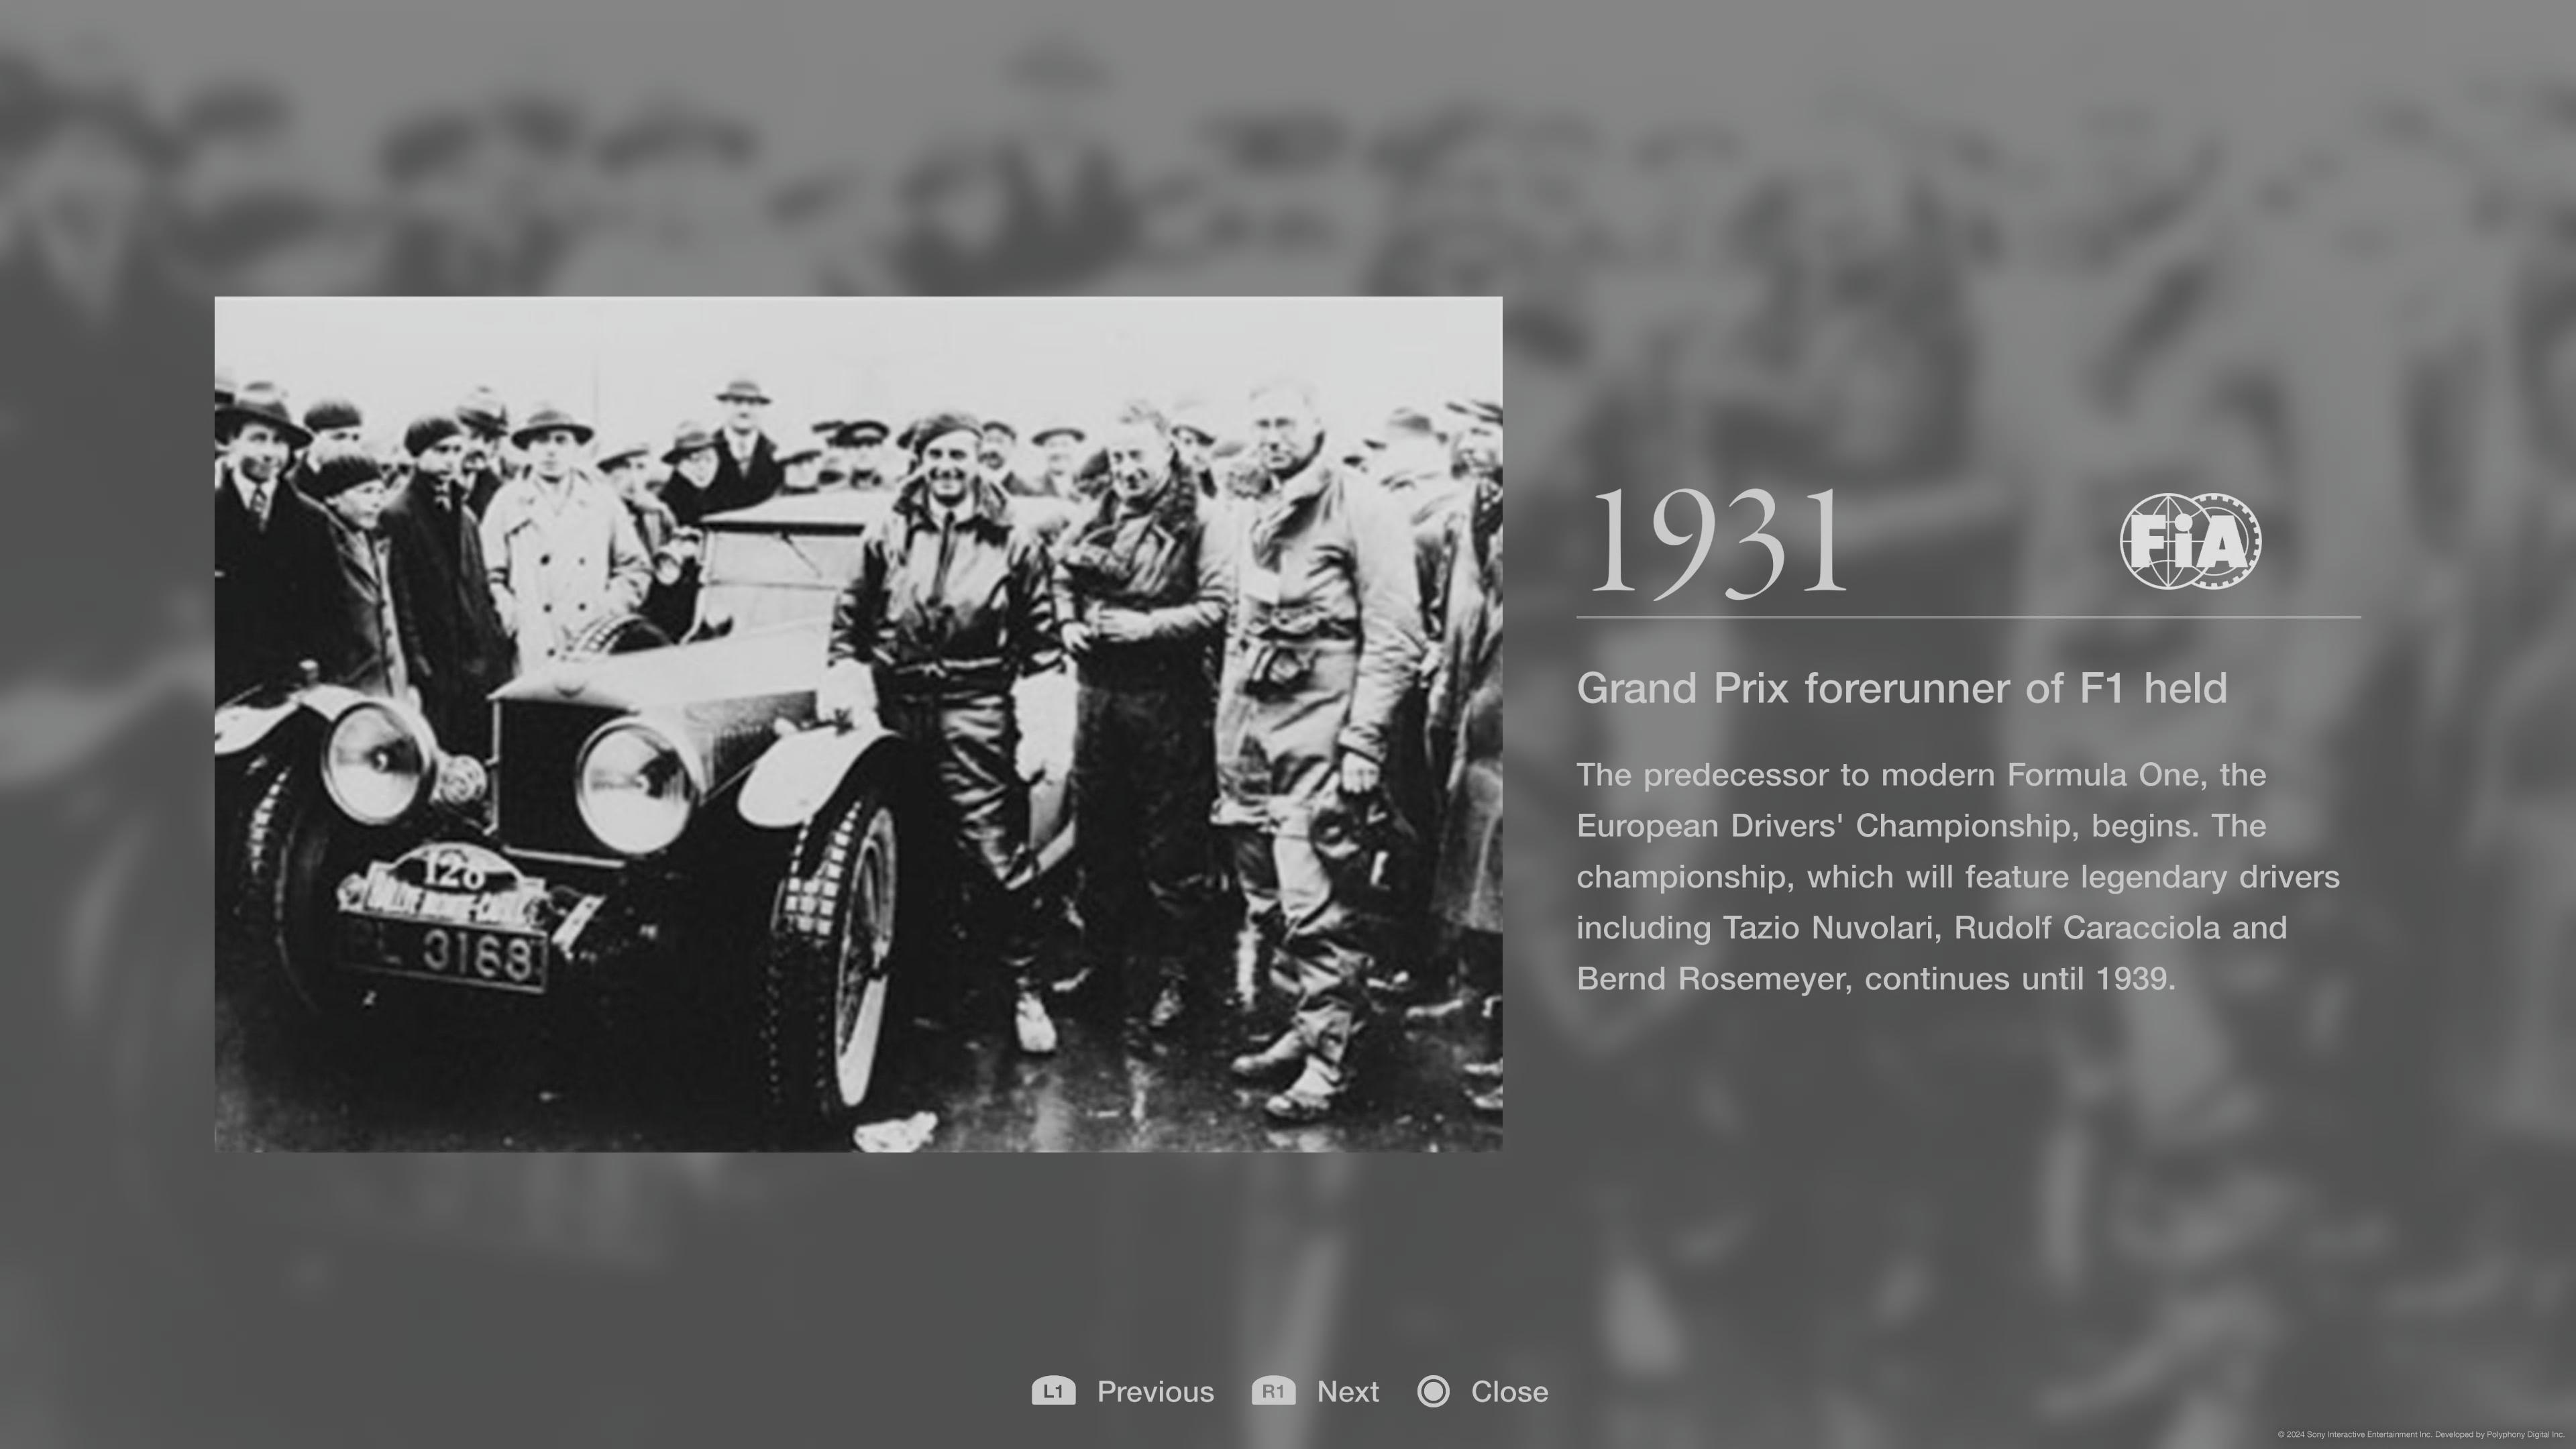 128
RALLYE MONTE-CARLO
3168
1931
FiA
Grand Prix forerunner of F1 held
The predecessor to modern Formula One, the
European Drivers' Championship, begins. The
championship, which will feature legendary drivers
including Tazio Nuvolari, Rudolf Caracciola and
Bernd Rosemeyer, continues until 1939.
L1 Previous R1 Next Close
© 2024 Sony Interactive Entertainment Inc. Developed by Polyphony Digital Inc.